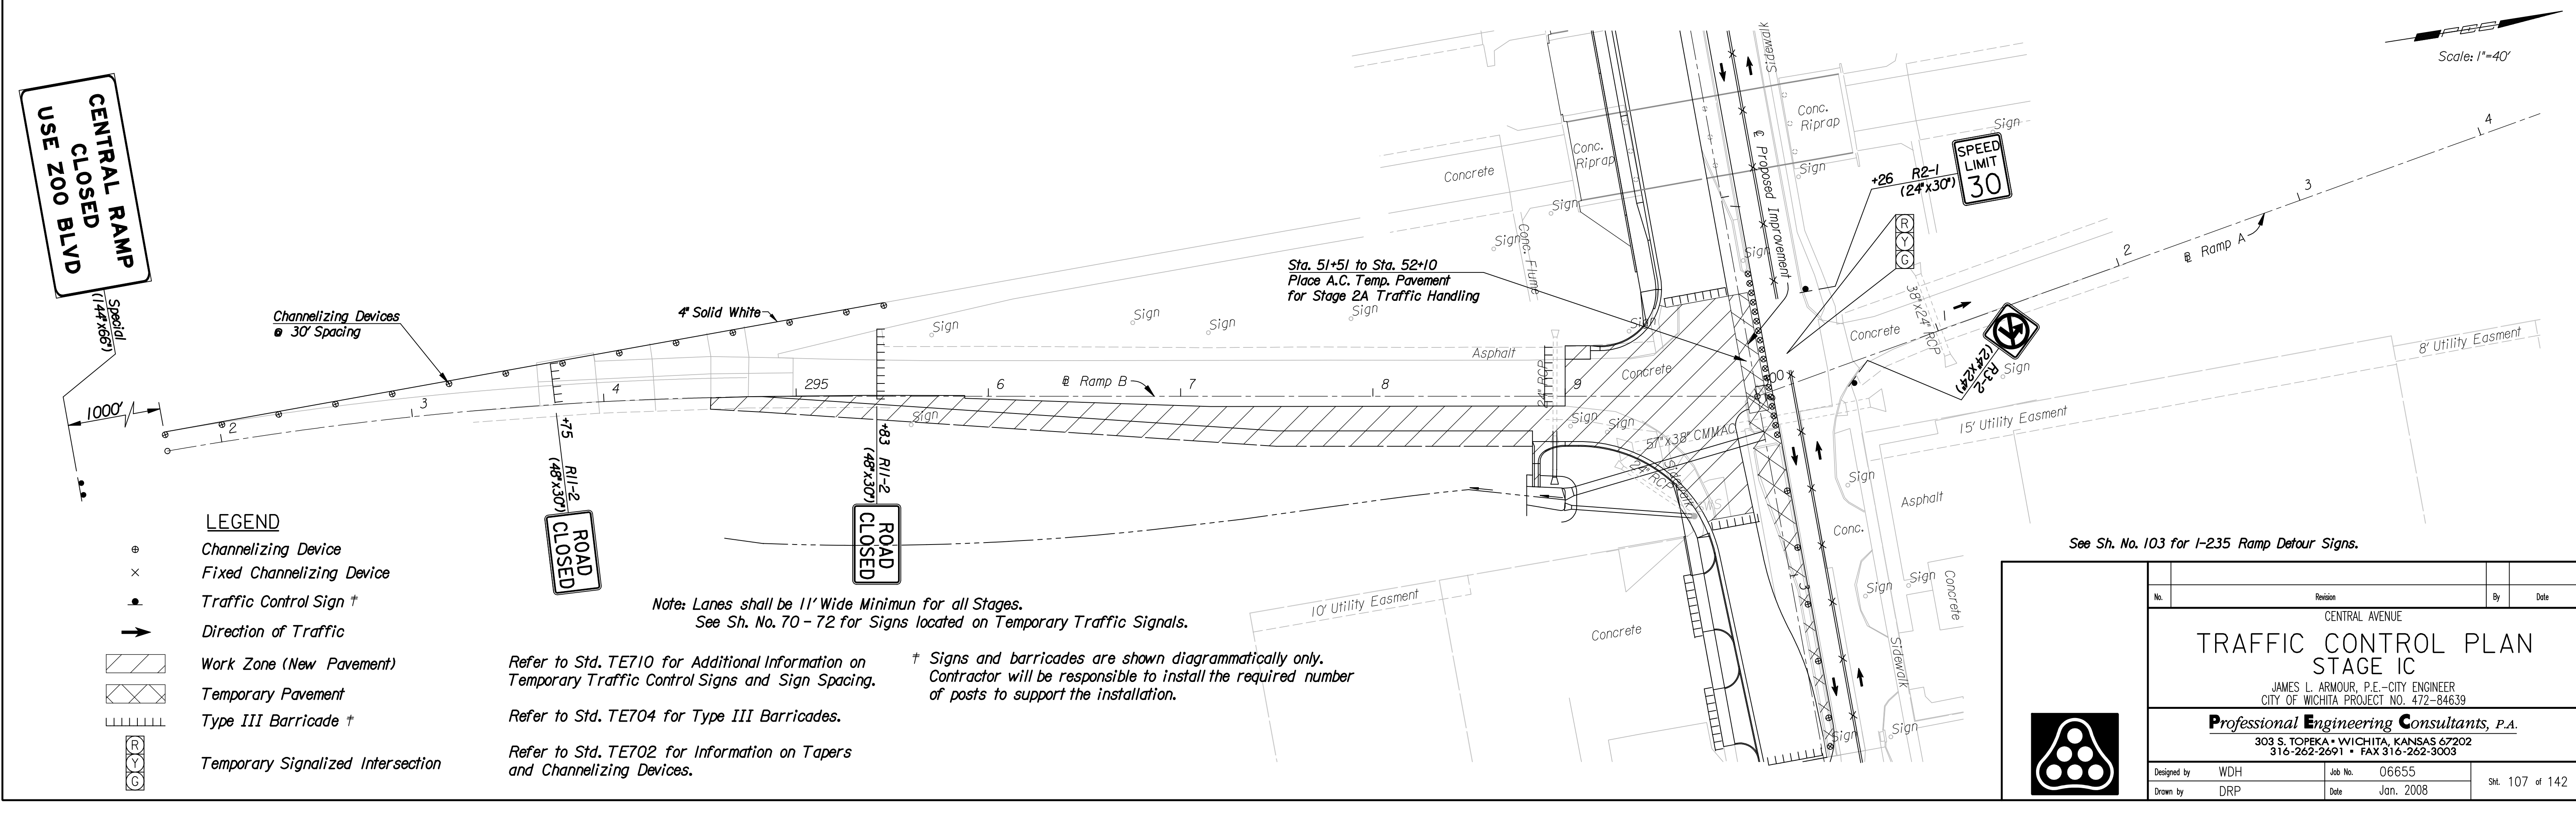 Scale: 1"=40'
CENTRAL RAMP
CLOSED
USE ZOO BLVD
Special
(144"x66")
1000'
Channelizing Devices
@ 30' Spacing
4" Solid White
2
3
4
295
6
7
8
9
℄ Ramp B
+75 R11-2
(48"x30")
ROAD
CLOSED
+83 R11-2
(48"x30")
ROAD
CLOSED
Sta. 51+51 to Sta. 52+10
Place A.C. Temp. Pavement
for Stage 2A Traffic Handling
Concrete
Conc.
Riprap
Conc. Flume
Sign
Sign
Sign
Sign
Sign
Sign
Sign
Sign
Sign
Sign
Sign
Asphalt
Concrete
24" RCP
57"x38" CMMAC
24" RCP
Sidewalk
Sidewalk
℄ Proposed Improvement
Conc.
Riprap
Sign
Sign
Sign
+26 R2-1
(24"x30")
SPEED
LIMIT
30
R
Y
G
38"x24" RCP
Concrete
1
2
3
4
℄ Ramp A
R3-2
(24"x24")
Sign
8' Utility Easment
15' Utility Easment
Sign
Asphalt
Conc.
Sign
Sign
Concrete
Sidewalk
Sign
Sign
3
10' Utility Easment
Concrete
See Sh. No. 103 for I-235 Ramp Detour Signs.
LEGEND
Channelizing Device
Fixed Channelizing Device
Traffic Control Sign †
Direction of Traffic
Work Zone (New Pavement)
Temporary Pavement
Type III Barricade †
R
Y
G
Temporary Signalized Intersection
Note: Lanes shall be 11' Wide Minimun for all Stages.
See Sh. No. 70 - 72 for Signs located on Temporary Traffic Signals.
Refer to Std. TE710 for Additional Information on
Temporary Traffic Control Signs and Sign Spacing.
Refer to Std. TE704 for Type III Barricades.
Refer to Std. TE702 for Information on Tapers
and Channelizing Devices.
† Signs and barricades are shown diagrammatically only.
Contractor will be responsible to install the required number
of posts to support the installation.
No. Revision By Date
CENTRAL AVENUE
TRAFFIC CONTROL PLAN
STAGE 1C
JAMES L. ARMOUR, P.E.-CITY ENGINEER
CITY OF WICHITA PROJECT NO. 472-84639
Professional Engineering Consultants, P.A.
303 S. TOPEKA • WICHITA, KANSAS 67202
316-262-2691 • FAX 316-262-3003
Designed by WDH Job No. 06655
Drawn by DRP Date Jan. 2008
Sht. 107 of 142